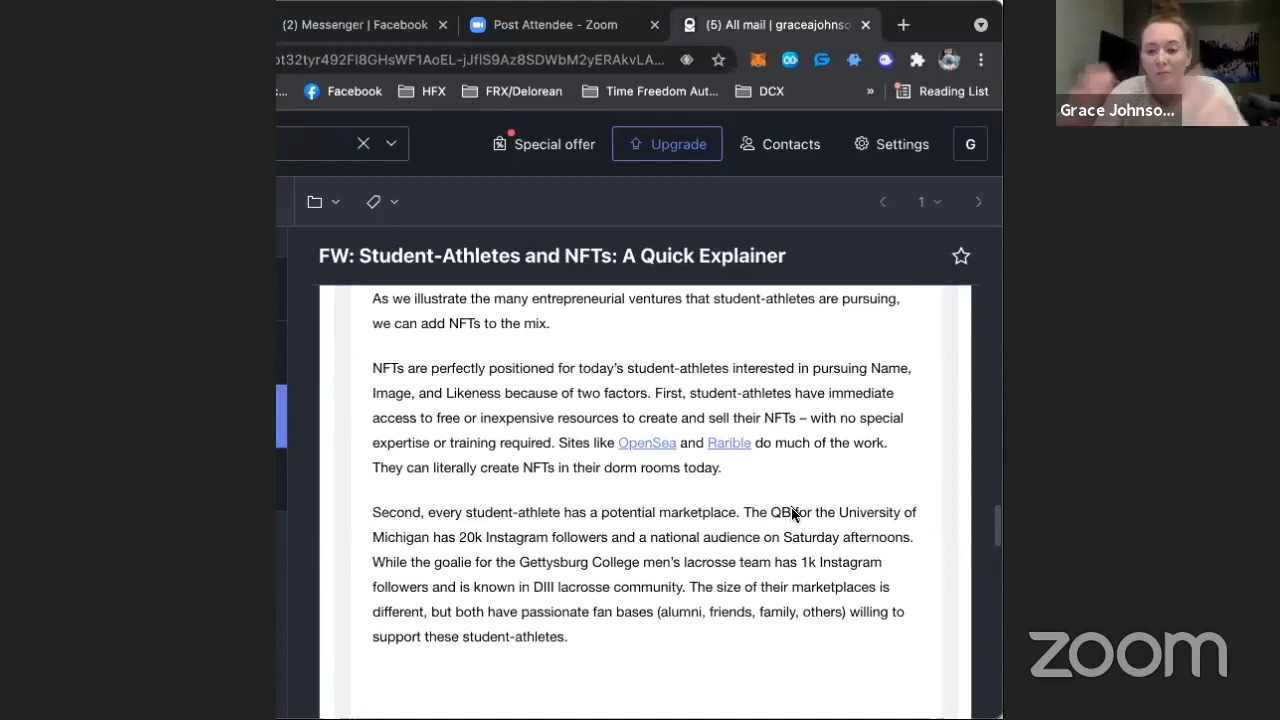 (2) Messenger | Facebook
Post Attendee - Zoom
(5) All mail | graceajohnso
Grace Johnso...
Facebook
HFX
FRX/Delorean
Time Freedom Aut...
DCX
»
Reading List
Special offer
Upgrade
Contacts
Settings
G
1
FW: Student-Athletes and NFTs: A Quick Explainer
As we illustrate the many entrepreneurial ventures that student-athletes are pursuing,
we can add NFTs to the mix.
NFTs are perfectly positioned for today's student-athletes interested in pursuing Name,
Image, and Likeness because of two factors. First, student-athletes have immediate
access to free or inexpensive resources to create and sell their NFTs – with no special
expertise or training required. Sites like OpenSea and Rarible do much of the work.
They can literally create NFTs in their dorm rooms today.
Second, every student-athlete has a potential marketplace. The QB for the University of
Michigan has 20k Instagram followers and a national audience on Saturday afternoons.
While the goalie for the Gettysburg College men's lacrosse team has 1k Instagram
followers and is known in DIII lacrosse community. The size of their marketplaces is
different, but both have passionate fan bases (alumni, friends, family, others) willing to
support these student-athletes.
zoom